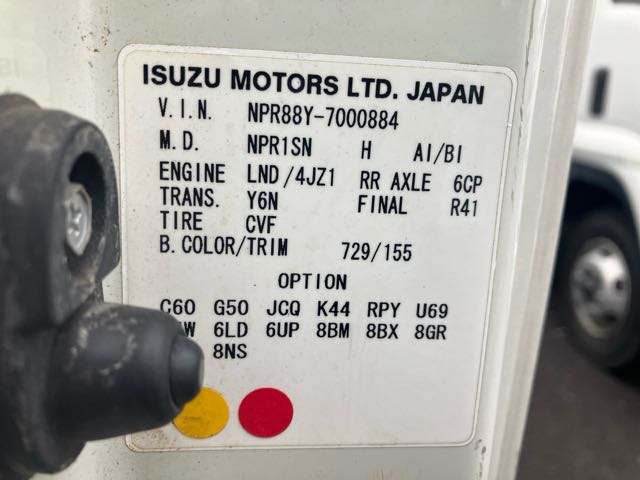 ISUZU MOTORS LTD. JAPAN
V.I.N. NPR88Y-7000884
M.D. NPR1SN H AI/BI
ENGINE LND/4JZ1 RR AXLE 6CP
TRANS. Y6N FINAL R41
TIRE CVF
B.COLOR/TRIM 729/155
OPTION
C60 G50 JCQ K44 RPY U69
6LD 6UP 8BM 8BX 8GR
8NS